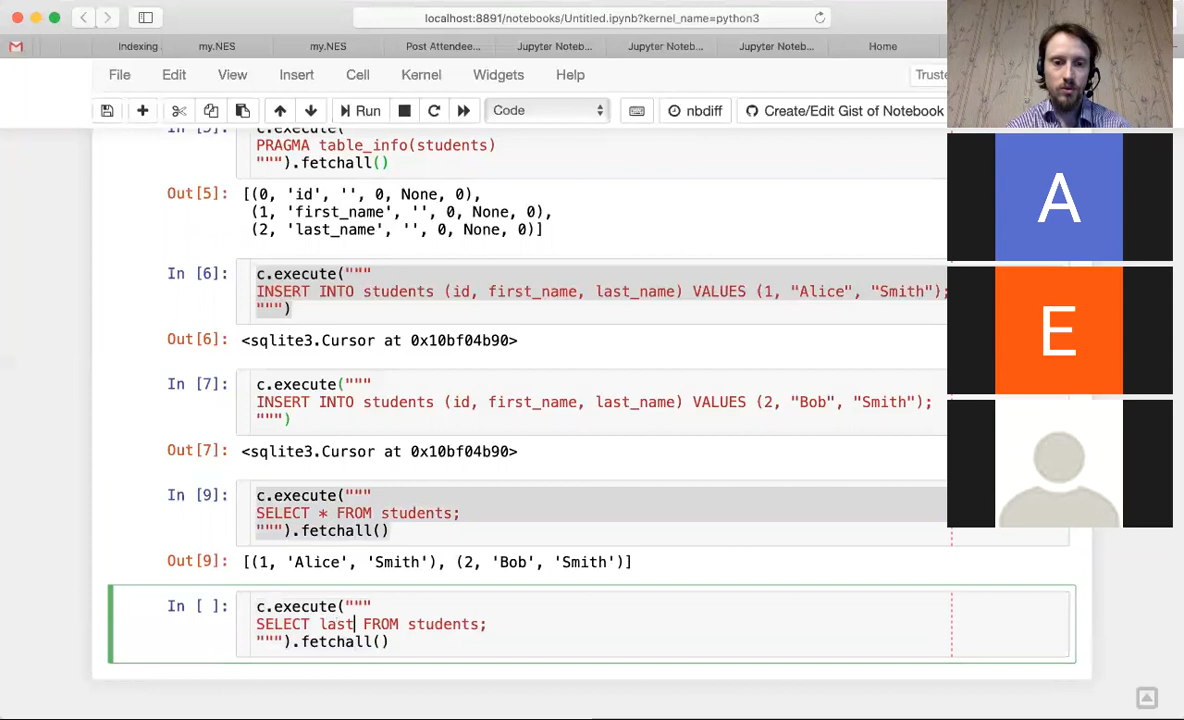 localhost:8891/notebooks/Untitled.ipynb?kernel_name=python3
Indexing
my.NES
my.NES
Post Attendee...
Jupyter Noteb...
Jupyter Noteb...
Jupyter Noteb...
Home
File Edit View Insert Cell Kernel Widgets Help
Run
Code
nbdiff
Create/Edit Gist of Notebook
c.execute("""
PRAGMA table_info(students)
""").fetchall()
Out[5]: [(0, 'id', '', 0, None, 0),
(1, 'first_name', '', 0, None, 0),
(2, 'last_name', '', 0, None, 0)]
In [6]: c.execute("""
INSERT INTO students (id, first_name, last_name) VALUES (1, "Alice", "Smith");
""")
Out[6]: <sqlite3.Cursor at 0x10bf04b90>
In [7]: c.execute("""
INSERT INTO students (id, first_name, last_name) VALUES (2, "Bob", "Smith");
""")
Out[7]: <sqlite3.Cursor at 0x10bf04b90>
In [9]: c.execute("""
SELECT * FROM students;
""").fetchall()
Out[9]: [(1, 'Alice', 'Smith'), (2, 'Bob', 'Smith')]
In [ ]: c.execute("""
SELECT last FROM students;
""").fetchall()
A
E